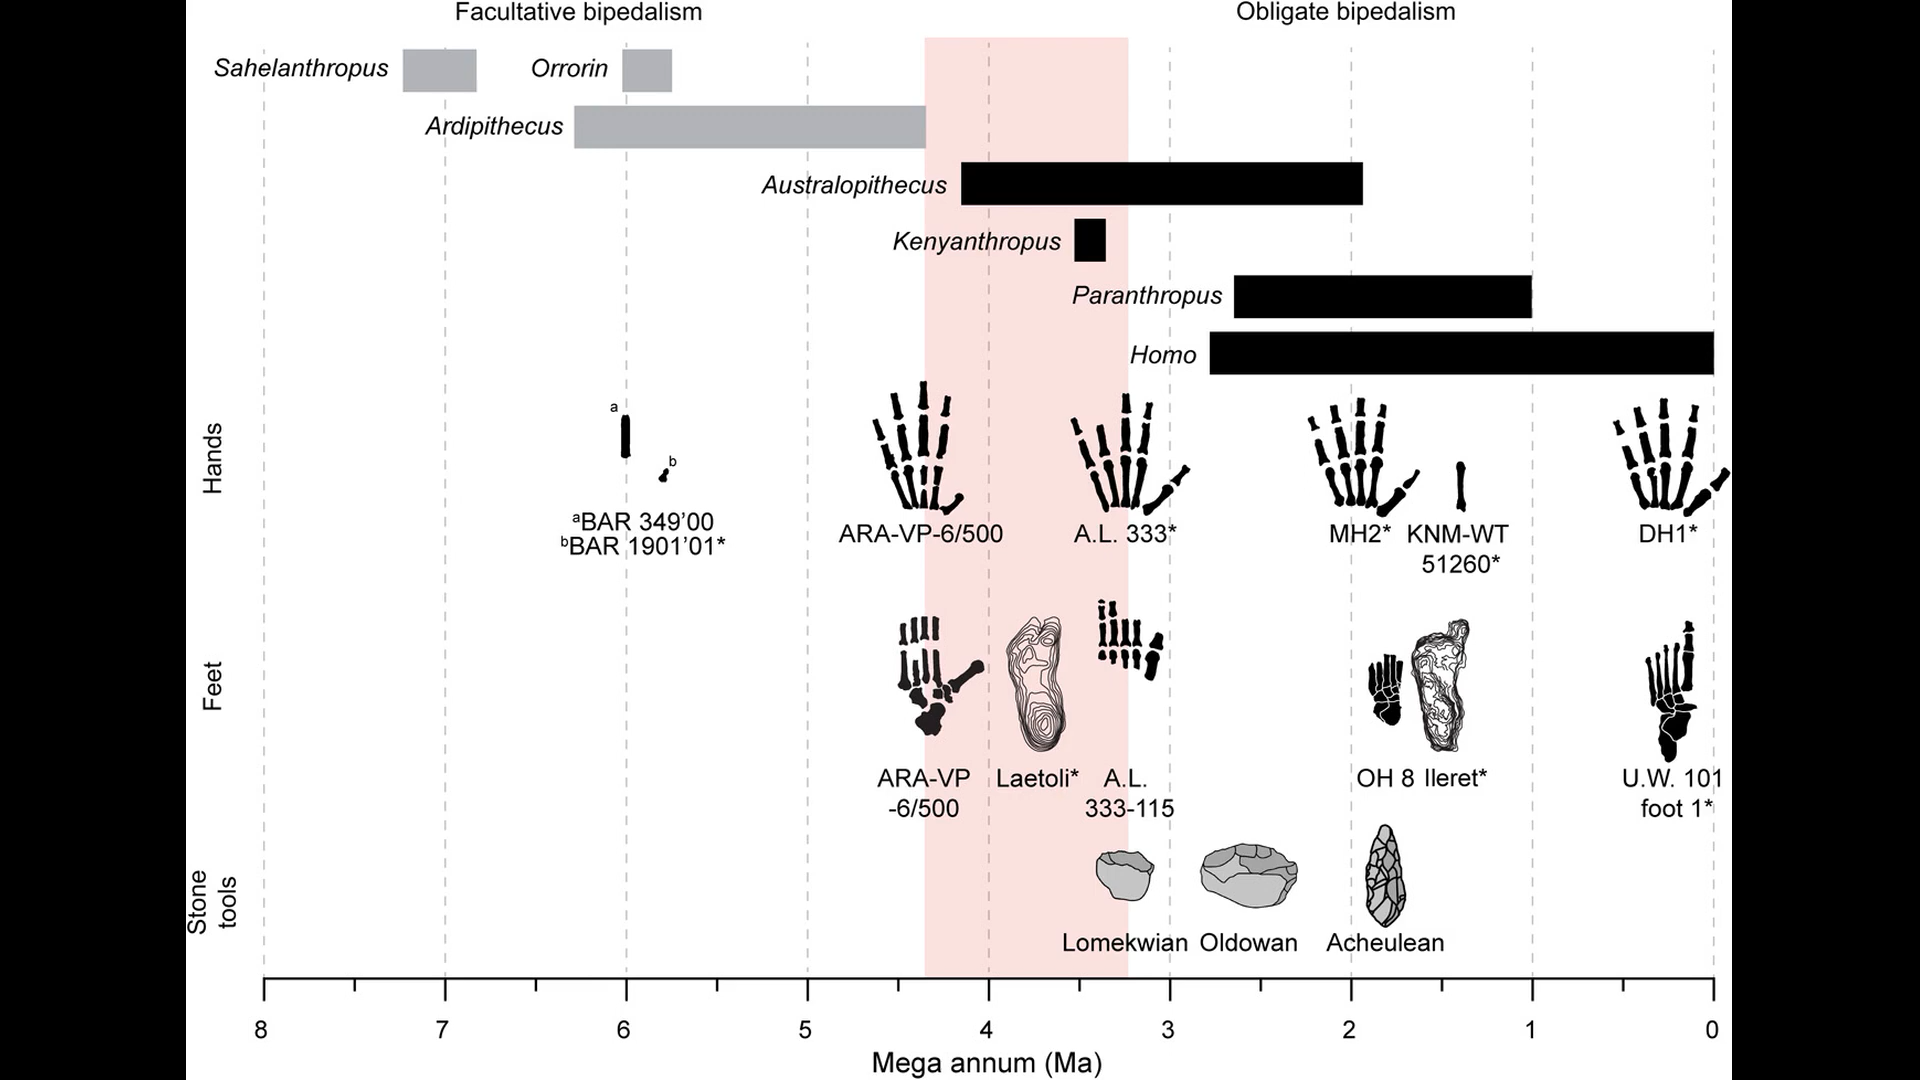 Facultative bipedalism
Obligate bipedalism
Sahelanthropus
Orrorin
Ardipithecus
Australopithecus
Kenyanthropus
Paranthropus
Homo
Hands
a
b
aBAR 349’00
bBAR 1901’01*
ARA-VP-6/500
A.L. 333*
MH2*
KNM-WT
51260*
DH1*
Feet
ARA-VP
-6/500
Laetoli*
A.L.
333-115
OH 8
Ileret*
U.W. 101
foot 1*
Stone
tools
Lomekwian
Oldowan
Acheulean
8 7 6 5 4 3 2 1 0
Mega annum (Ma)